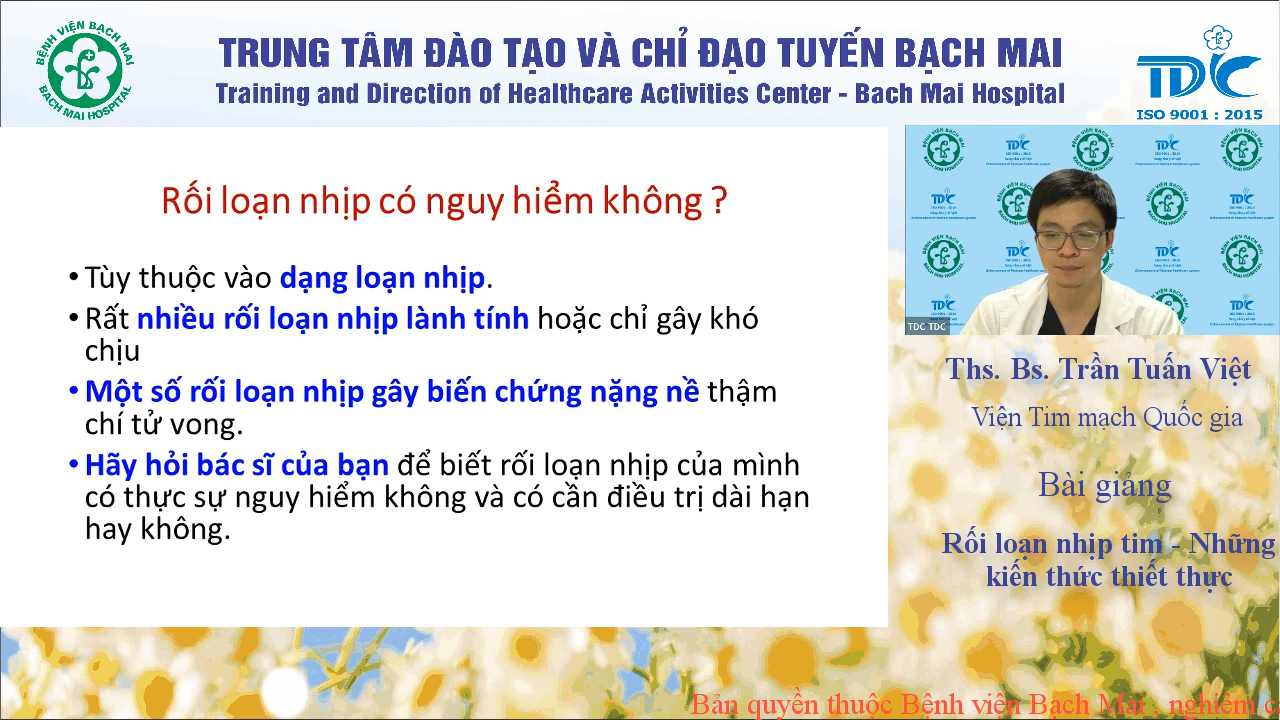 BỆNH VIỆN BẠCH MAI
BACH MAI HOSPITAL
TRUNG TÂM ĐÀO TẠO VÀ CHỈ ĐẠO TUYẾN BẠCH MAI
Training and Direction of Healthcare Activities Center - Bach Mai Hospital
TDC
ISO 9001 : 2015
Rối loạn nhịp có nguy hiểm không ?
• Tùy thuộc vào dạng loạn nhịp.
• Rất nhiều rối loạn nhịp lành tính hoặc chỉ gây khó
chịu
• Một số rối loạn nhịp gây biến chứng nặng nề thậm
chí tử vong.
• Hãy hỏi bác sĩ của bạn để biết rối loạn nhịp của mình
có thực sự nguy hiểm không và có cần điều trị dài hạn
hay không.
TDC TDC
Ths. Bs. Trần Tuấn Việt
Viện Tim mạch Quốc gia
Bài giảng
Rối loạn nhịp tim - Những
kiến thức thiết thực
Bản quyền thuộc Bệnh viện Bạch Mai , nghiêm c